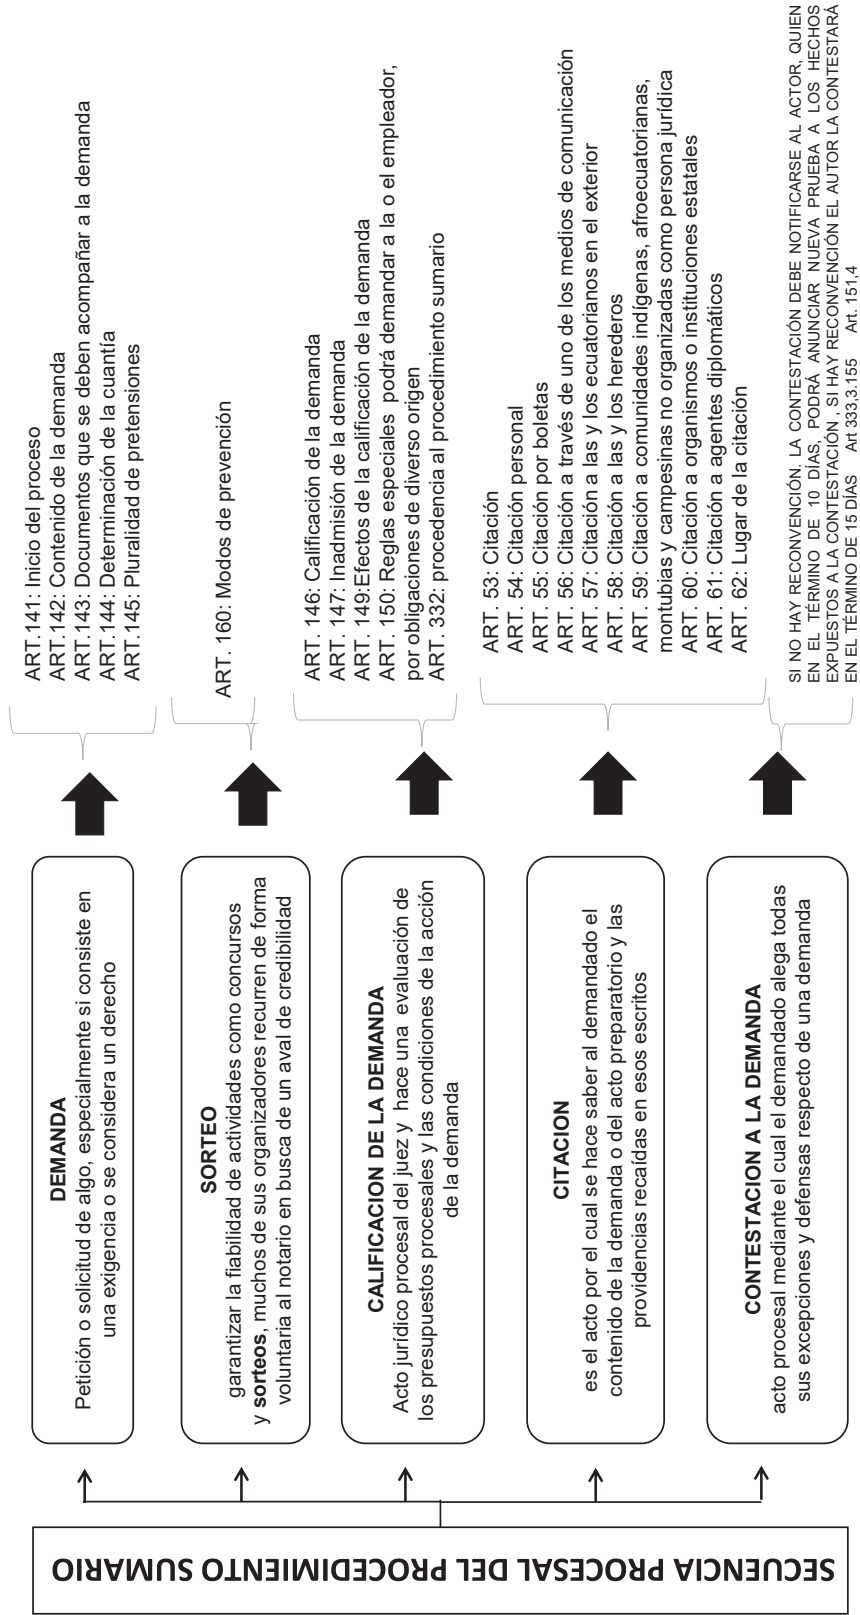 SECUENCIA PROCESAL DEL PROCEDIMIENTO SUMARIO
DEMANDA
Petición o solicitud de algo, especialmente si consiste en
una exigencia o se considera un derecho
ART.141: Inicio del proceso
ART.142: Contenido de la demanda
ART.143: Documentos que se deben acompañar a la demanda
ART.144: Determinación de la cuantía
ART.145: Pluralidad de pretensiones
SORTEO
garantizar la fiabilidad de actividades como concursos
y sorteos, muchos de sus organizadores recurren de forma
voluntaria al notario en busca de un aval de credibilidad
ART. 160: Modos de prevención
CALIFICACION DE LA DEMANDA
Acto jurídico procesal del juez y hace una evaluación de
los presupuestos procesales y las condiciones de la acción
de la demanda
ART. 146: Calificación de la demanda
ART. 147: Inadmisión de la demanda
ART. 149:Efectos de la calificación de la demanda
ART. 150: Reglas especiales podrá demandar a la o el empleador,
por obligaciones de diverso origen
ART. 332: procedencia al procedimiento sumario
CITACION
es el acto por el cual se hace saber al demandado el
contenido de la demanda o del acto preparatorio y las
providencias recaídas en esos escritos
ART. 53: Citación
ART. 54: Citación personal
ART. 55: Citación por boletas
ART. 56: Citación a través de uno de los medios de comunicación
ART. 57: Citación a las y los ecuatorianos en el exterior
ART. 58: Citación a las y los herederos
ART. 59: Citación a comunidades indígenas, afroecuatorianas,
montubias y campesinas no organizadas como persona jurídica
ART. 60: Citación a organismos o instituciones estatales
ART. 61: Citación a agentes diplomáticos
ART. 62: Lugar de la citación
CONTESTACION A LA DEMANDA
acto procesal mediante el cual el demandado alega todas
sus excepciones y defensas respecto de una demanda
SI NO HAY RECONVENCIÓN. LA CONTESTACIÓN DEBE NOTIFICARSE AL ACTOR, QUIEN
EN EL TÉRMINO DE 10 DÍAS, PODRÁ ANUNCIAR NUEVA PRUEBA A LOS HECHOS
EXPUESTOS A LA CONTESTACIÓN , SI HAY RECONVENCIÓN EL AUTOR LA CONTESTARÁ
EN EL TÉRMINO DE 15 DÍAS Art 333,3.155 Art. 151,4